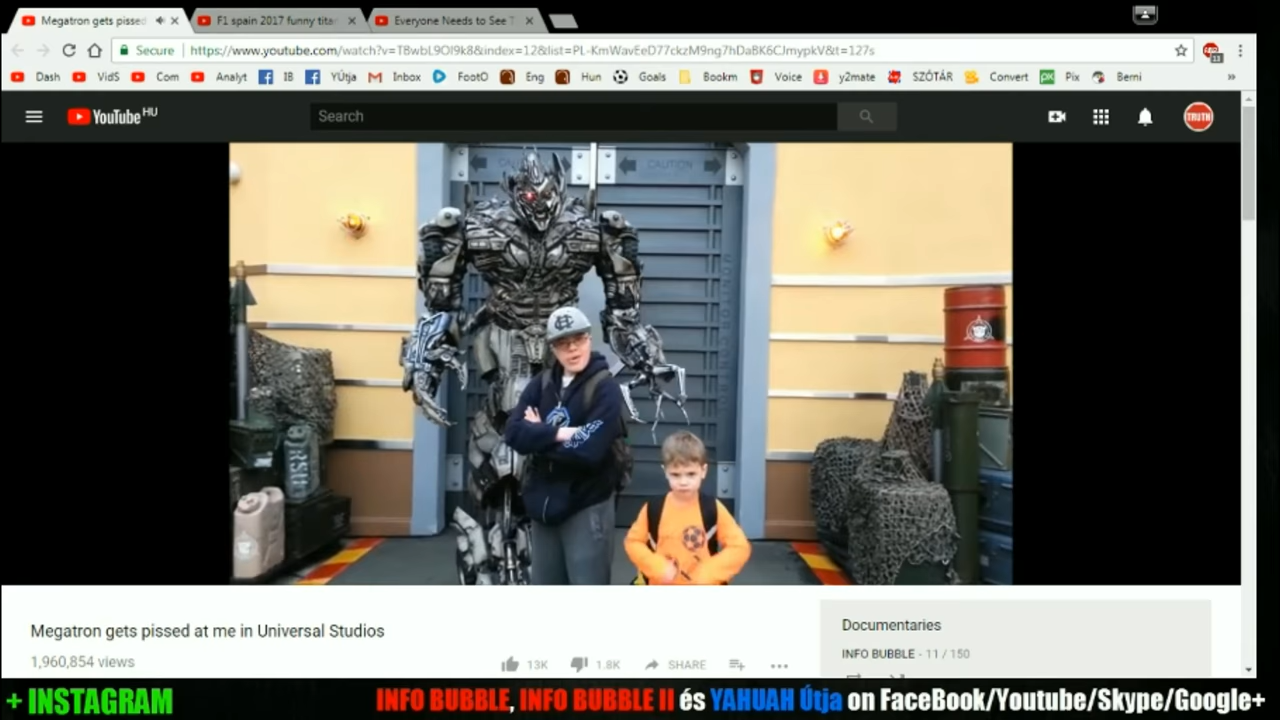 Megatron gets pissed
F1 spain 2017 funny tita
Everyone Needs to See T
Secure https://www.youtube.com/watch?v=TBwbL9Ol9k8&index=12&list=PL-KmWavEeD77ckzM9ng7hDaBK6CJmypkV&t=127s
33
Dash VidS Com Analyt IB YÚtja Inbox FootO Eng Hun Goals Bookm Voice y2mate SZÓTÁR Convert Pix Berni »
YouTube HU
Search
TRUTH
CAUTION
RSU
Megatron gets pissed at me in Universal Studios
1,960,854 views
13K 1.8K SHARE
Documentaries
INFO BUBBLE - 11 / 150
+ INSTAGRAM
INFO BUBBLE, INFO BUBBLE II és YAHUAH Útja on FaceBook/Youtube/Skype/Google+